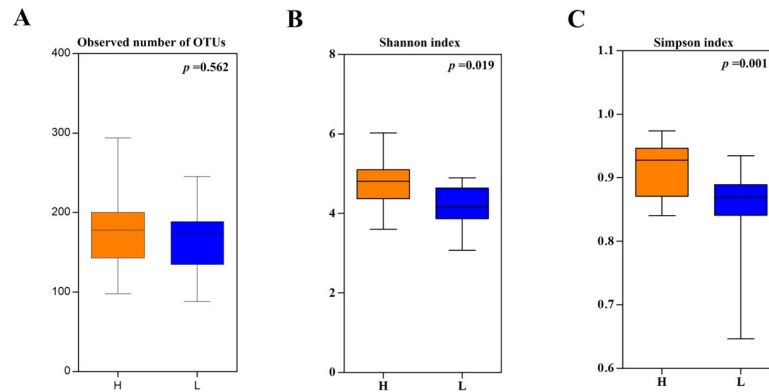 A
Observed number of OTUs
p =0.562
400
300
200
100
0
H
L
B
Shannon index
p =0.019
8
6
4
2
0
H
L
C
Simpson index
p =0.001
1.1
1.0
0.9
0.8
0.7
0.6
H
L